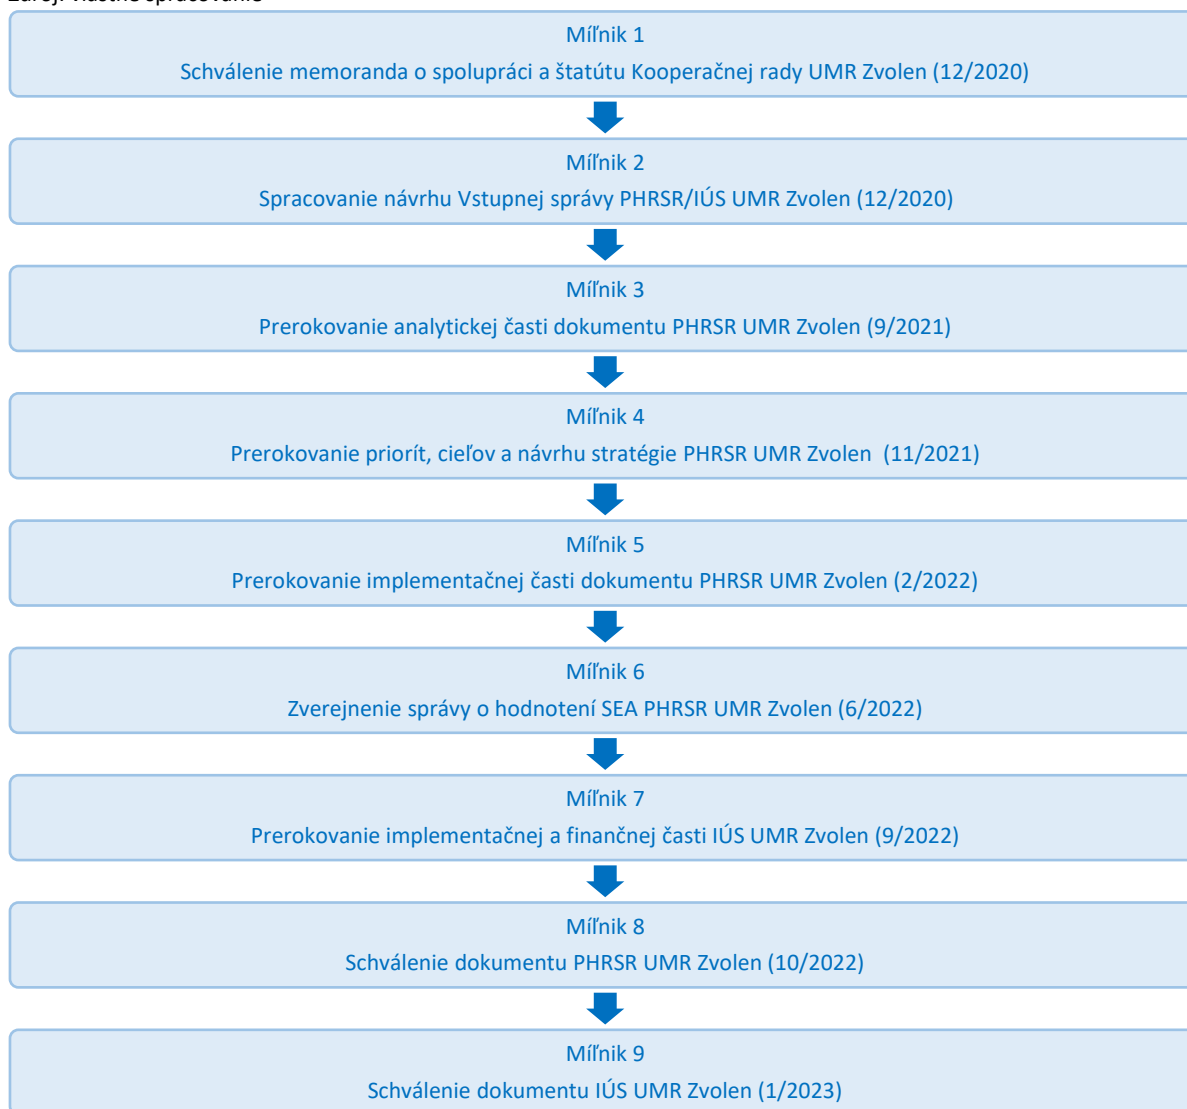 Zdroj: Vlastné spracovanie
Míľnik 1
Schválenie memoranda o spolupráci a štatútu Kooperačnej rady UMR Zvolen (12/2020)
Míľnik 2
Spracovanie návrhu Vstupnej správy PHRSR/IÚS UMR Zvolen (12/2020)
Míľnik 3
Prerokovanie analytickej časti dokumentu PHRSR UMR Zvolen (9/2021)
Míľnik 4
Prerokovanie priorít, cieľov a návrhu stratégie PHRSR UMR Zvolen (11/2021)
Míľnik 5
Prerokovanie implementačnej časti dokumentu PHRSR UMR Zvolen (2/2022)
Míľnik 6
Zverejnenie správy o hodnotení SEA PHRSR UMR Zvolen (6/2022)
Míľnik 7
Prerokovanie implementačnej a finančnej časti IÚS UMR Zvolen (9/2022)
Míľnik 8
Schválenie dokumentu PHRSR UMR Zvolen (10/2022)
Míľnik 9
Schválenie dokumentu IÚS UMR Zvolen (1/2023)